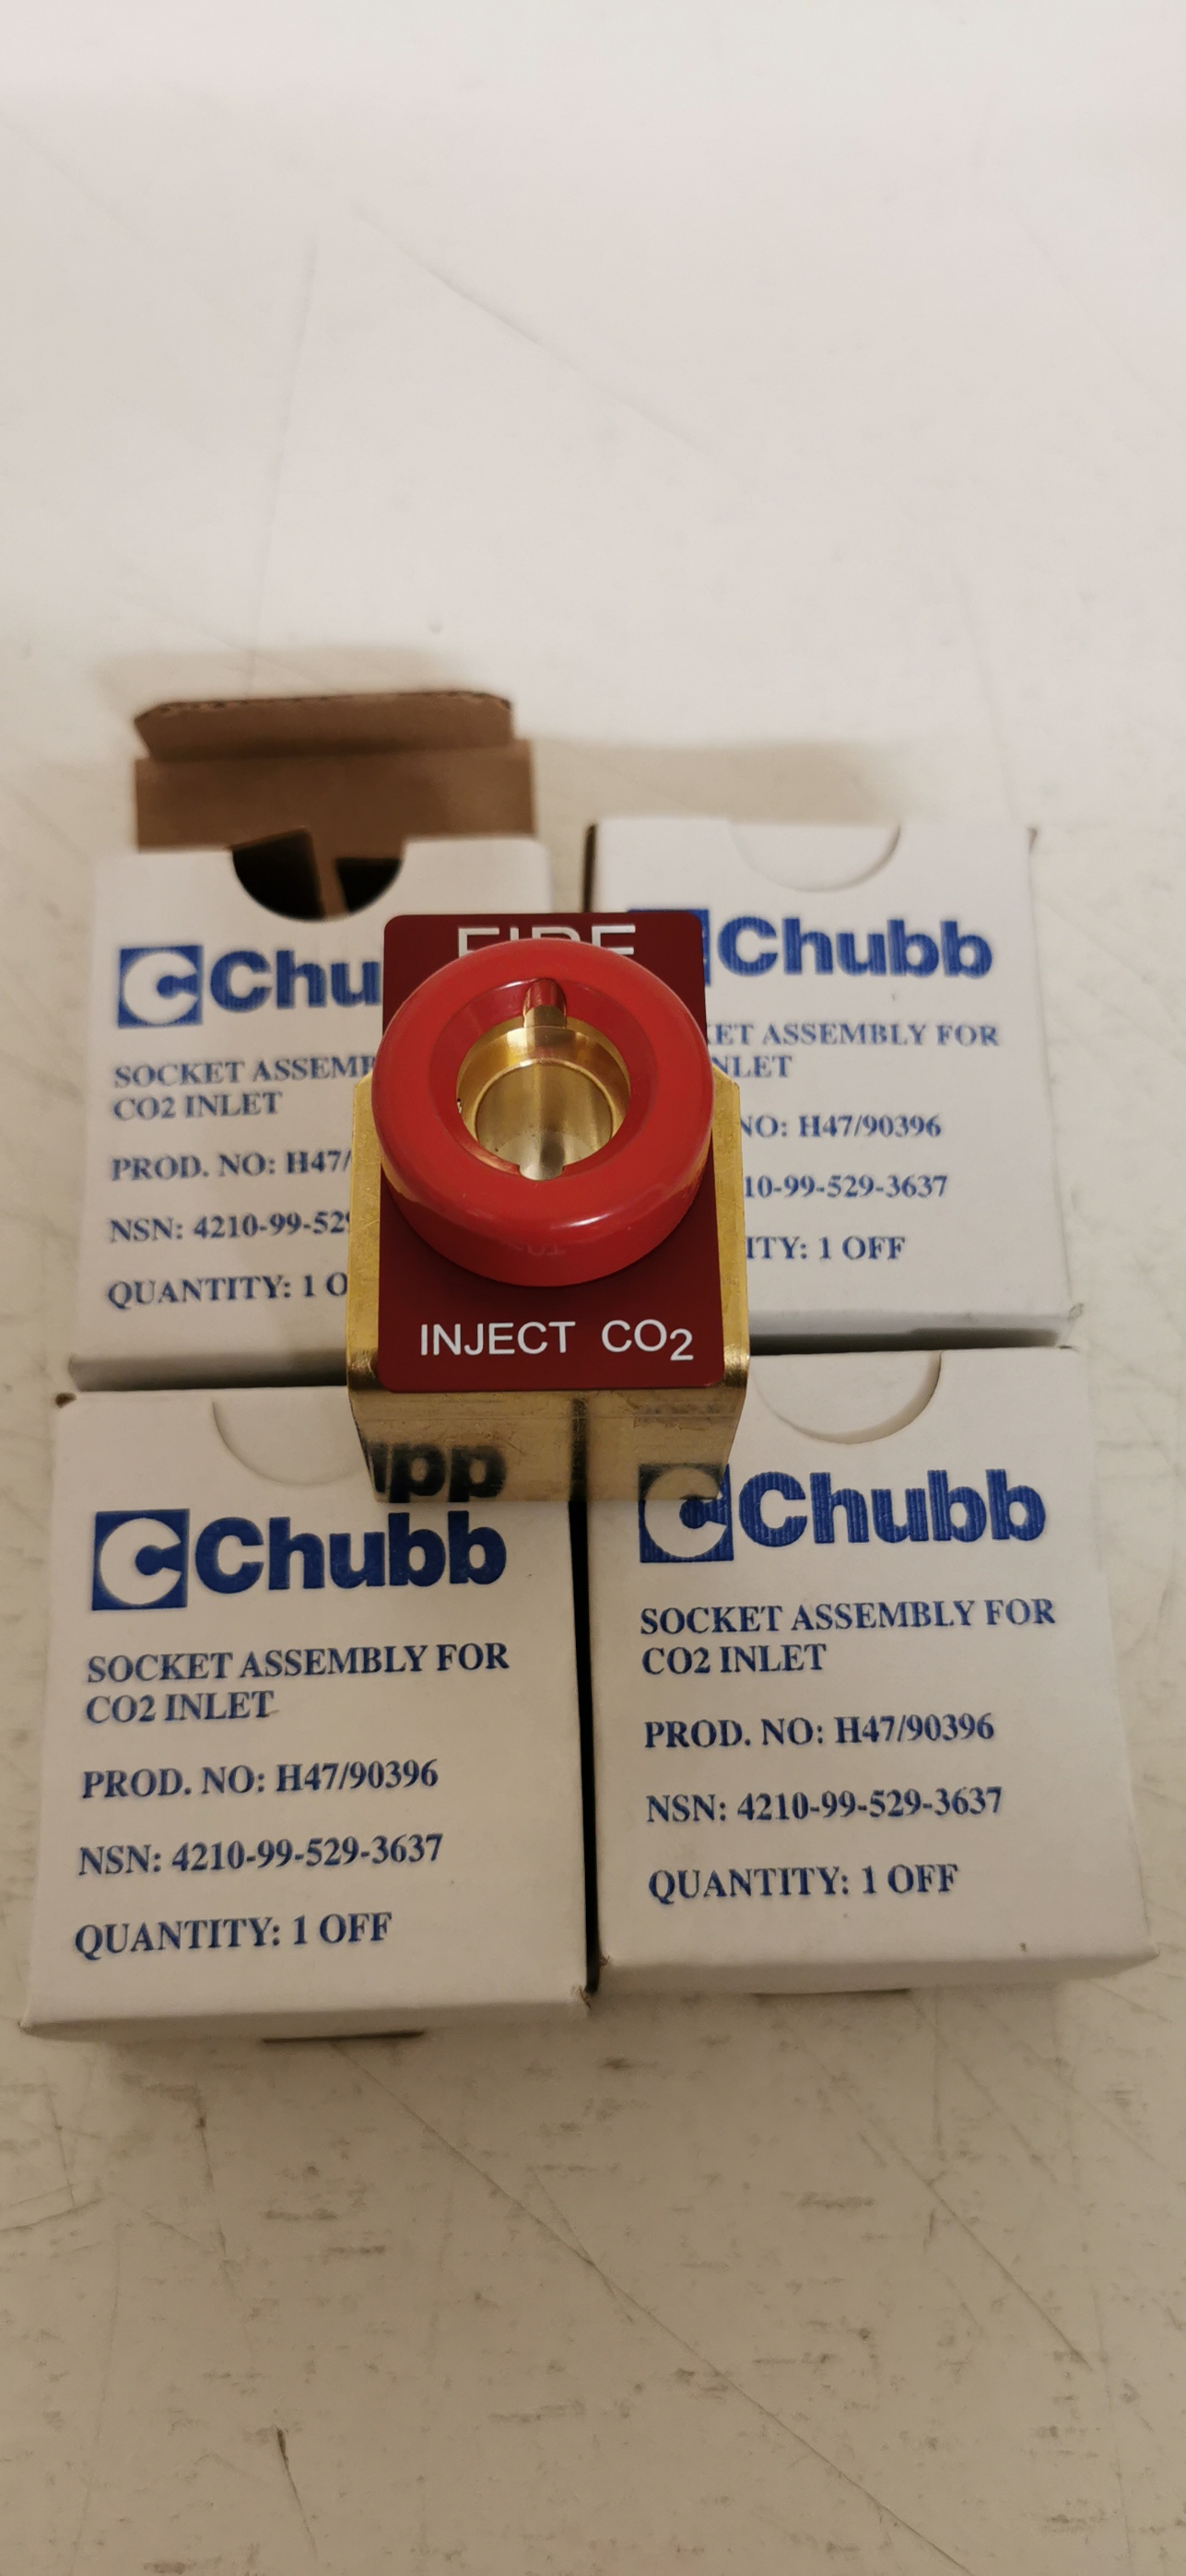 Chu
SOCKET ASSEMB
CO2 INLET
PROD. NO: H47/
NSN: 4210-99-529
QUANTITY: 1 O
Chubb
KET ASSEMBLY FOR
NLET
NO: H47/90396
10-99-529-3637
ITY: 1 OFF
FIRE
INJECT CO2
Chubb
SOCKET ASSEMBLY FOR
CO2 INLET
PROD. NO: H47/90396
NSN: 4210-99-529-3637
QUANTITY: 1 OFF
Chubb
SOCKET ASSEMBLY FOR
CO2 INLET
PROD. NO: H47/90396
NSN: 4210-99-529-3637
QUANTITY: 1 OFF